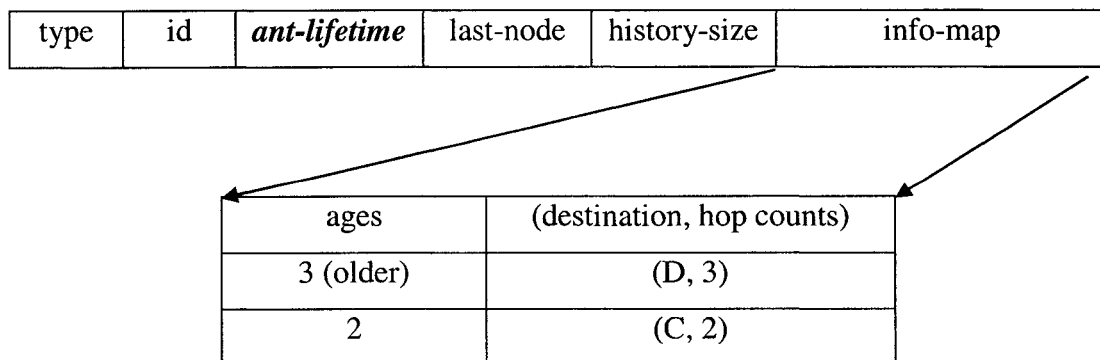 type id ant-lifetime last-node history-size info-map
ages (destination, hop counts)
3 (older) (D, 3)
2 (C, 2)